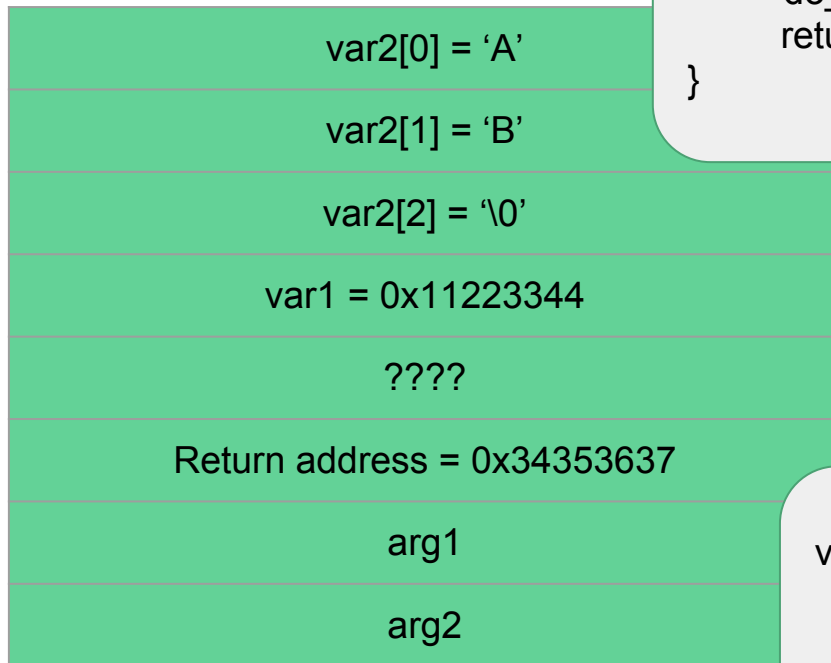 var2[0] = ‘A’
}
var2[1] = ‘B’
var2[2] = ‘\0’
var1 = 0x11223344
????
Return address = 0x34353637
arg1
arg2